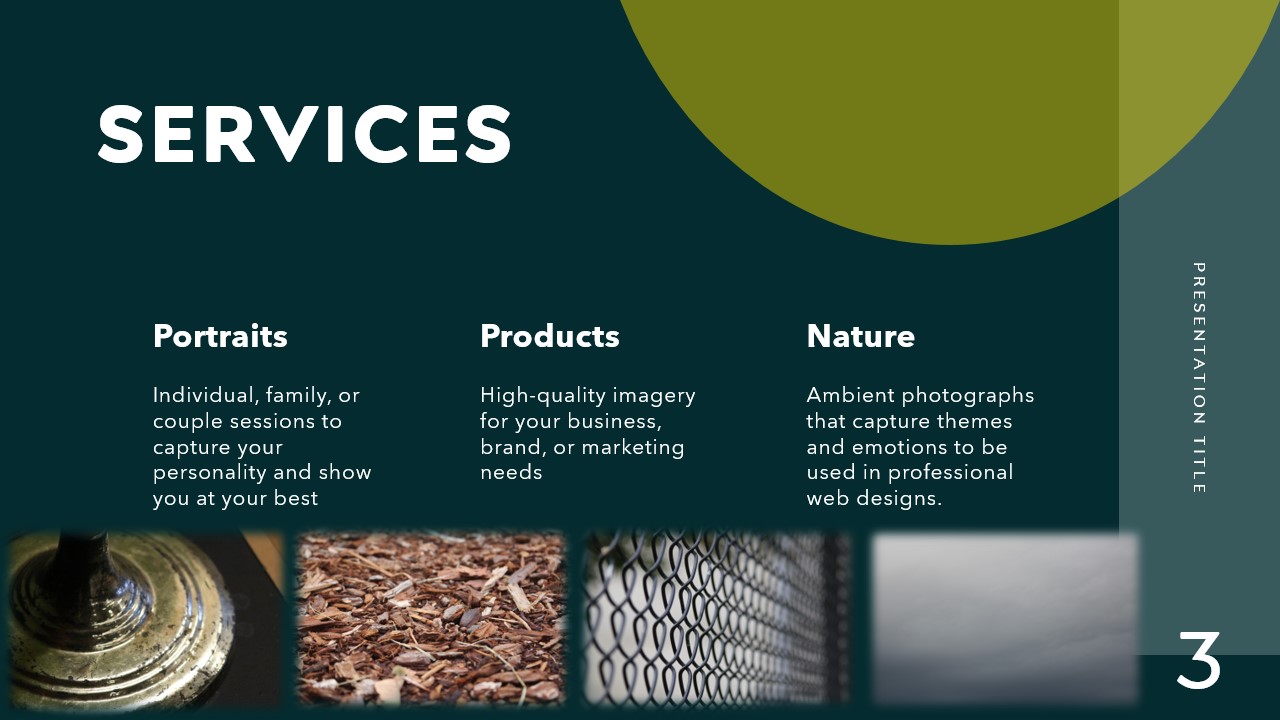 SERVICES
Portraits
Individual, family, or
couple sessions to
capture your
personality and show
you at your best
Products
High-quality imagery
for your business,
brand, or marketing
needs
Nature
Ambient photographs
that capture themes
and emotions to be
used in professional
web designs.
PRESENTATION TITLE
3